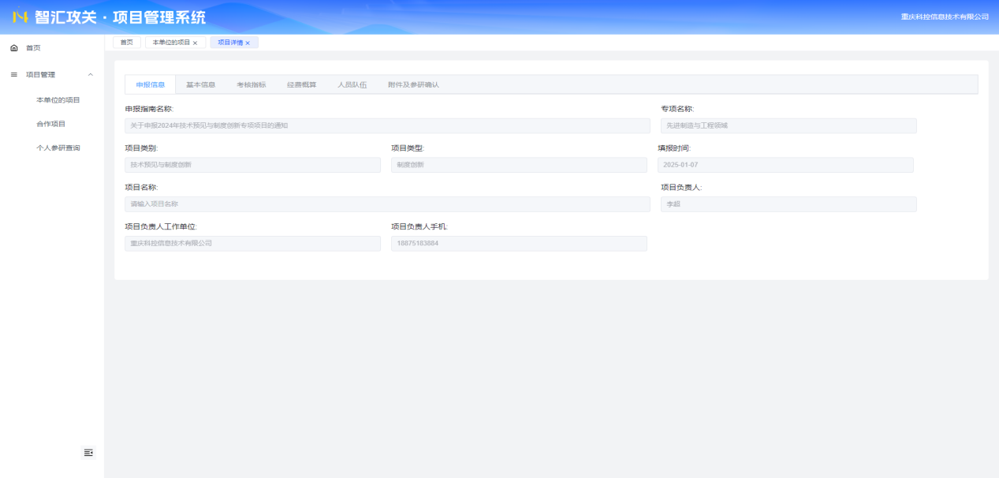 智汇攻关·项目管理系统
重庆科控信息技术有限公司
首页
项目管理
本单位的项目
合作项目
个人参研查询
首页 本单位的项目 × 项目详情 ×
申报信息 基本信息 考核指标 经费概算 人员队伍 附件及参研确认
申报指南名称: 专项名称:
关于申报2024年技术预见与制度创新专项项目的通知 先进制造与工程领域
项目类别: 项目类型: 填报时间:
技术预见与制度创新 制度创新 2025-01-07
项目名称: 项目负责人:
请输入项目名称 李超
项目负责人工作单位: 项目负责人手机:
重庆科控信息技术有限公司 18875183884